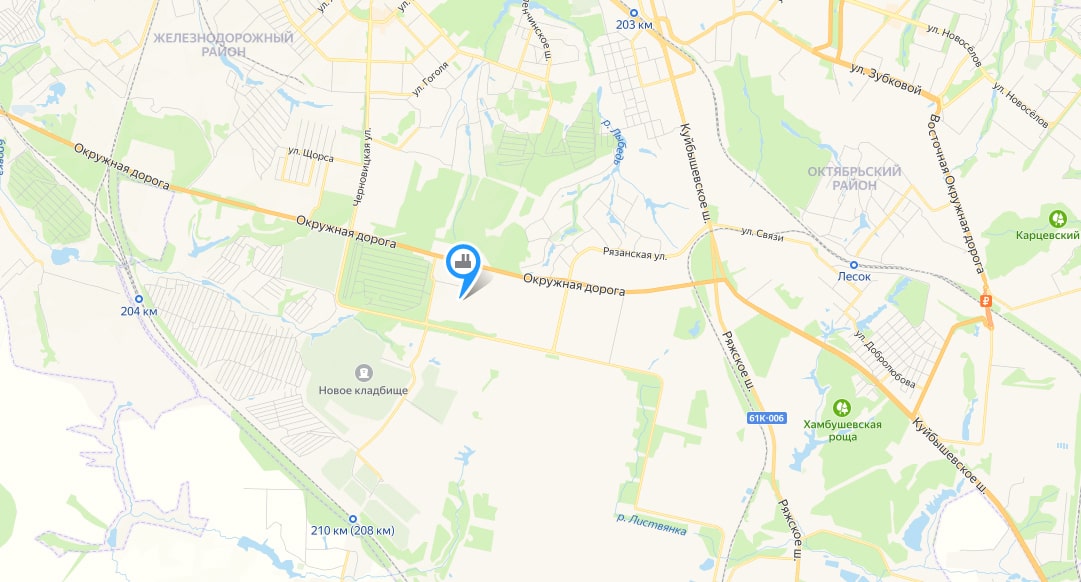 203 км
енчинское ш.
ул. Новосёлов
ЖЕЛЕЗНОДОРОЖНЫЙ
РАЙОН
ул. Гоголя
ул. Зубковой
ул. Новосёлов
р. Лыбедь
Черновицкая ул.
Куйбышевское ш.
Восточная Окружная дорога
ул. Щорса
Окружная дорога
ОКТЯБРЬСКИЙ
РАЙОН
Окружная дорога
Карцевский
ул. Связи
Рязанская ул.
Лесок
Окружная дорога
204 км
Ряжское ш.
ул. Добролюбова
Новое кладбище
61К-006
Хамбушевская
роща
Куйбышевское ш.
210 км (208 км)
р. Листвянка
Ряжское ш.